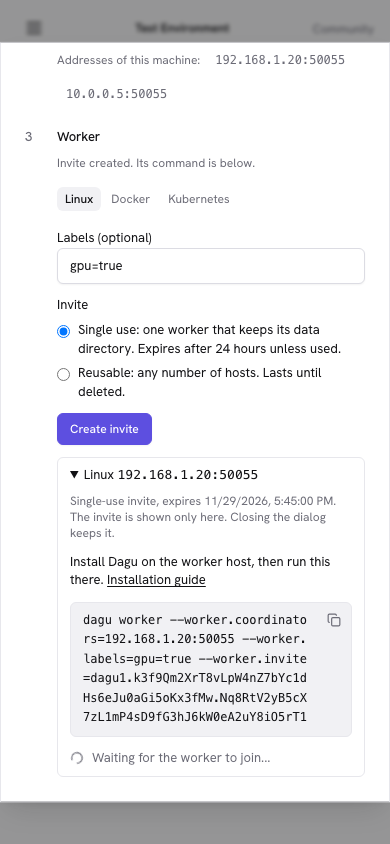 Test Environment
Community
Addresses of this machine: 192.168.1.20:50055
10.0.0.5:50055
3 Worker
Invite created. Its command is below.
Linux Docker Kubernetes
Labels (optional)
gpu=true
Invite
Single use: one worker that keeps its data
directory. Expires after 24 hours unless used.
Reusable: any number of hosts. Lasts until
deleted.
Create invite
Linux 192.168.1.20:50055
Single-use invite, expires 11/29/2026, 5:45:00 PM.
The invite is shown only here. Closing the dialog
keeps it.
Install Dagu on the worker host, then run this
there. Installation guide
dagu worker --worker.coordinato
rs=192.168.1.20:50055 --worker.
labels=gpu=true --worker.invite
=dagu1.k3f9Qm2XrT8vLpW4nZ7bYc1d
Hs6eJu0aGi5oKx3fMw.Nq8RtV2yB5cX
7zL1mP4sD9fG3hJ6kW0eA2uY8iO5rT1
Waiting for the worker to join...